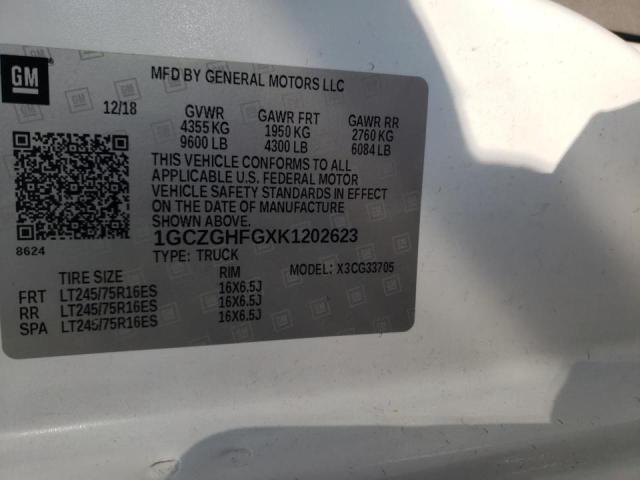 GM
MFD BY GENERAL MOTORS LLC
12/18 GVWR GAWR FRT GAWR RR
4355 KG 1950 KG 2760 KG
9600 LB 4300 LB 6084 LB
THIS VEHICLE CONFORMS TO ALL
APPLICABLE U.S. FEDERAL MOTOR
VEHICLE SAFETY STANDARDS IN EFFECT
ON THE DATE OF MANUFACTURE
SHOWN ABOVE.
8624 1GCZGHFGXK1202623
TYPE: TRUCK MODEL: X3CG33705
TIRE SIZE RIM
FRT LT245/75R16ES 16X6.5J
RR LT245/75R16ES 16X6.5J
SPA LT245/75R16ES 16X6.5J